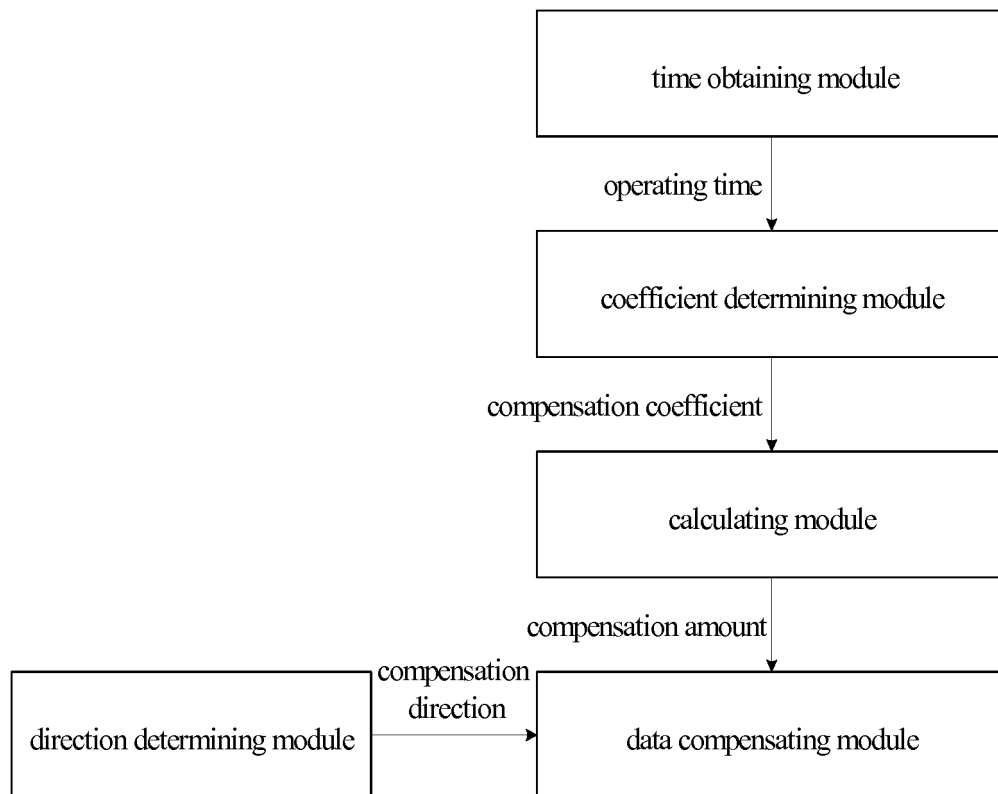 time obtaining module
operating time
coefficient determining module
compensation coefficient
calculating module
compensation amount
compensation
direction
direction determining module
data compensating module